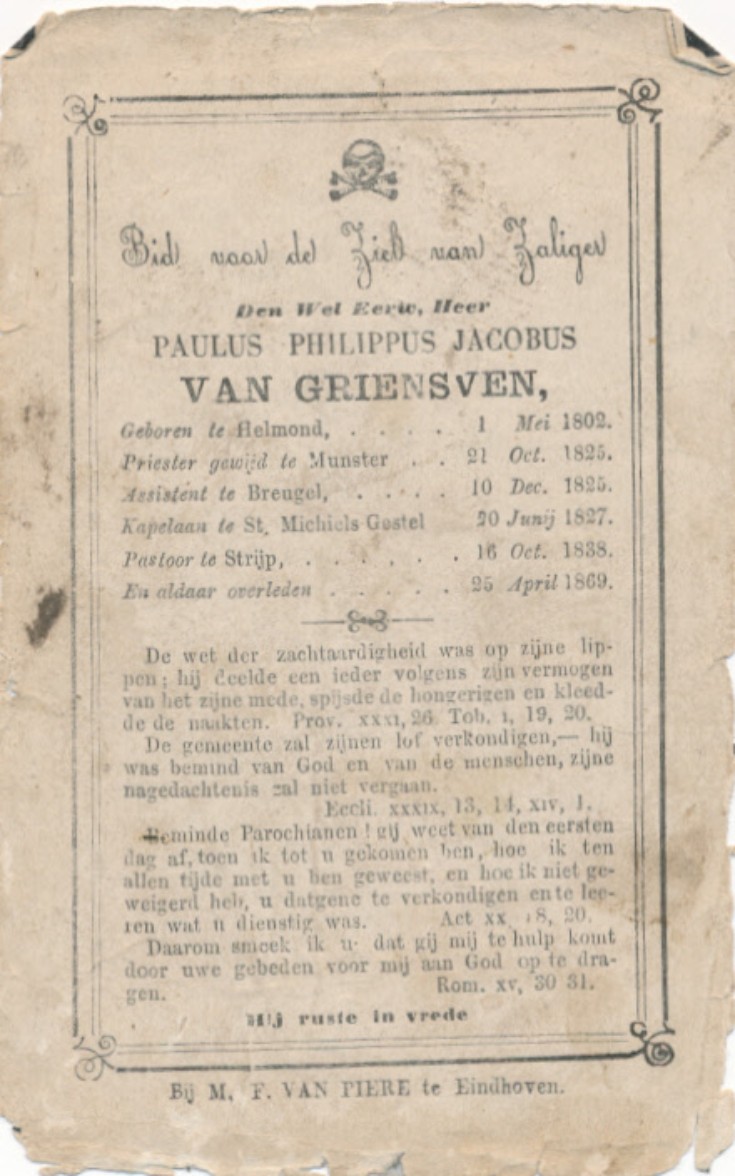 Bid voor de Ziel van Zaliger
Den Wel Eerw, Heer
PAULUS PHILIPPUS JACOBUS
VAN GRIENSVEN,
Geboren te Helmond, . . . . 1 Mei 1802.
Priester gewijd te Munster . . 21 Oct. 1825.
Assistent te Breugel, . . . . 10 Dec. 1825.
Kapelaan te St. Michiels Gestel 20 Junij 1827.
Pastoor te Strijp, . . . . . . 16 Oct. 1838.
En aldaar overleden . . . . . 25 April 1869.
De wet der zachtaardigheid was op zijne lip-
pen; hij deelde een ieder volgens zijn vermogen
van het zijne mede, spijsde de hongerigen en kleed-
de de naakten. Prov. XXXI, 26. Tob. I, 19, 20.
De gemeente zal zijnen lof verkondigen,— hij
was bemind van God en van de menschen, zijne
nagedachtenis zal niet vergaan.
Eccli. XXXIX, 13, 14, XIV, 1.
Beminde Parochianen! gij weet van den eersten
dag af, toen ik tot u gekomen ben, hoe ik ten
allen tijde met u ben geweest, en hoe ik niet ge-
weigerd heb, u datgene te verkondigen en te lee-
ren wat u dienstig was. Act XX 18, 20.
Daarom smeek ik u dat gij mij te hulp komt
door uwe gebeden voor mij aan God op te dra-
gen. Rom. XV, 30 31.
Hij ruste in vrede
Bij M. F. VAN PIERE te Eindhoven.